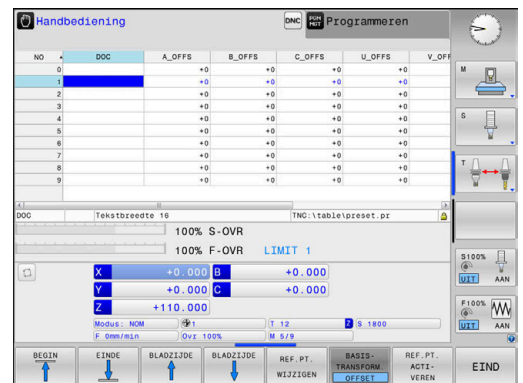 Handbediening
DNC
PGM MGT
Programmeren
NO DOC A_OFFS B_OFFS C_OFFS U_OFFS V_OFF
0 +0 +0 +0 +0
1 +0 +0 +0 +0
2 +0 +0 +0 +0
3 +0 +0 +0 +0
4 +0 +0 +0 +0
5 +0 +0 +0 +0
6 +0 +0 +0 +0
7 +0 +0 +0 +0
8 +0 +0 +0 +0
9 +0 +0 +0 +0
DOC Tekstbreedte 16 TNC:\table\preset.pr
100% S-OVR
100% F-OVR LIMIT 1
X +0.000 B +0.000
Y +0.000 C +0.000
Z +110.000
Modus: NOM 1 T 12 Z S 1800
F 0mm/min Ovr 100% M 5/9
M
S
T
S100%
UIT AAN
F100%
UIT AAN
BEGIN
EINDE
BLADZIJDE
BLADZIJDE
REF.PT.
WIJZIGEN
BASIS-
TRANSFORM.
OFFSET
REF.PT.
ACTI-
VEREN
EIND